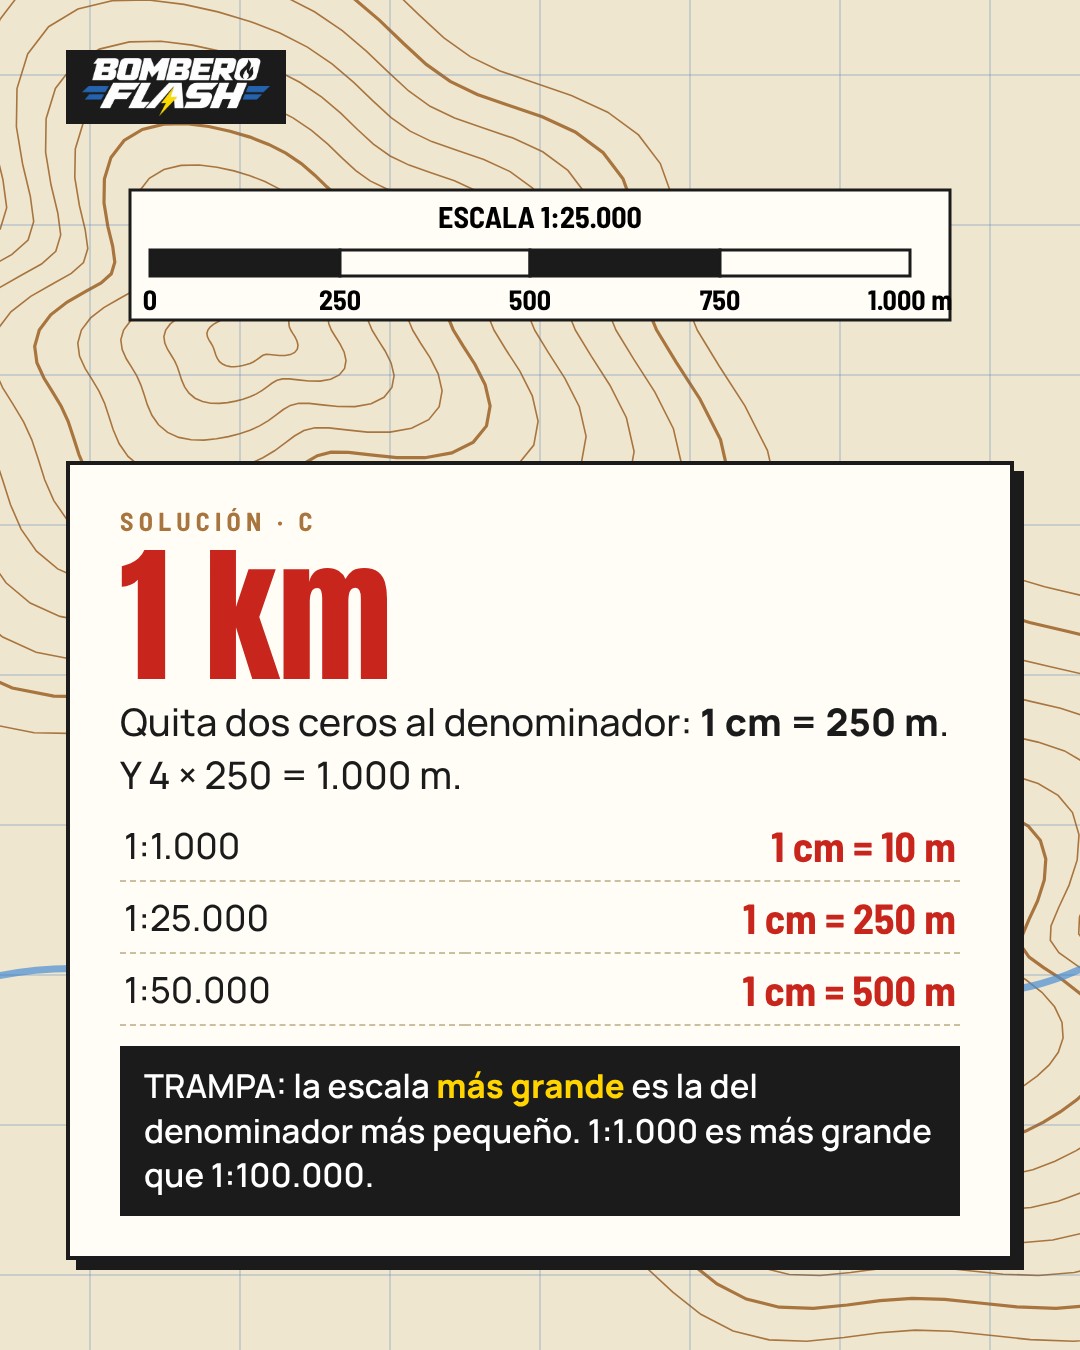 BOMBERO
FLASH
ESCALA 1:25.000
0 250 500 750 1.000 m
SOLUCIÓN · C
1 km
Quita dos ceros al denominador: 1 cm = 250 m.
Y 4 × 250 = 1.000 m.
1:1.000 1 cm = 10 m
1:25.000 1 cm = 250 m
1:50.000 1 cm = 500 m
TRAMPA: la escala más grande es la del
denominador más pequeño. 1:1.000 es más grande
que 1:100.000.